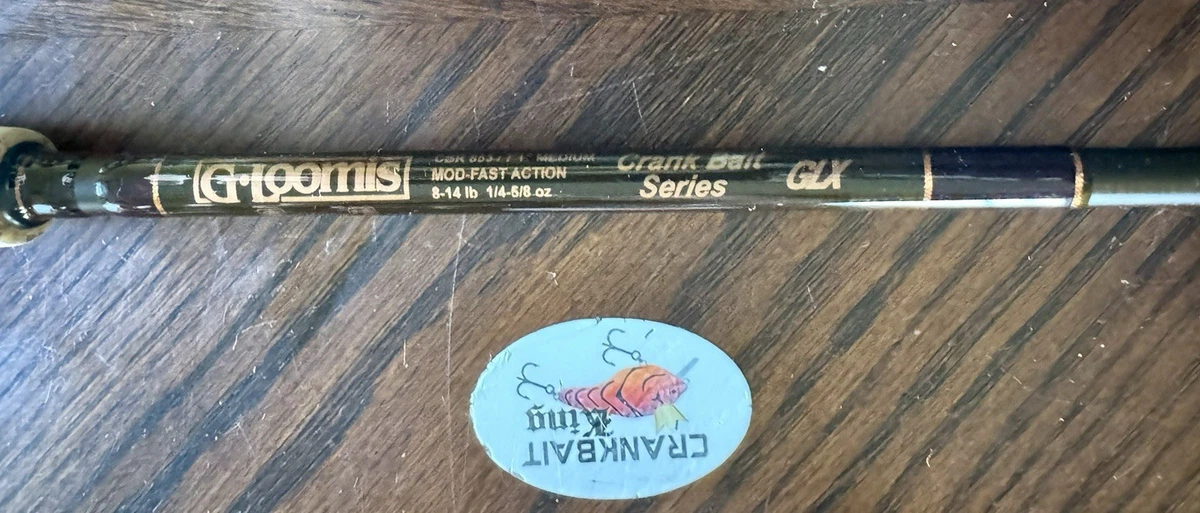 G·Loomis
MEDIUM
MOD-FAST ACTION
8-14 lb 1/4-5/8 oz
Crank Bait
Series
GLX
CRANKBAIT
King